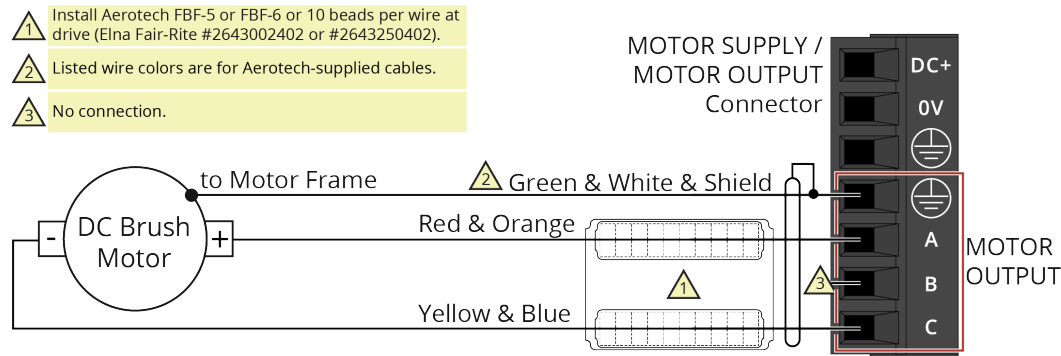 1
Install Aerotech FBF-5 or FBF-6 or 10 beads per wire at
drive (Elna Fair-Rite #2643002402 or #2643250402).
2
Listed wire colors are for Aerotech-supplied cables.
3
No connection.
MOTOR SUPPLY /
MOTOR OUTPUT
Connector
DC+
0V
to Motor Frame
2
Green & White & Shield
DC Brush
Motor
-
+
Red & Orange
A
MOTOR
OUTPUT
1
3
B
Yellow & Blue
C